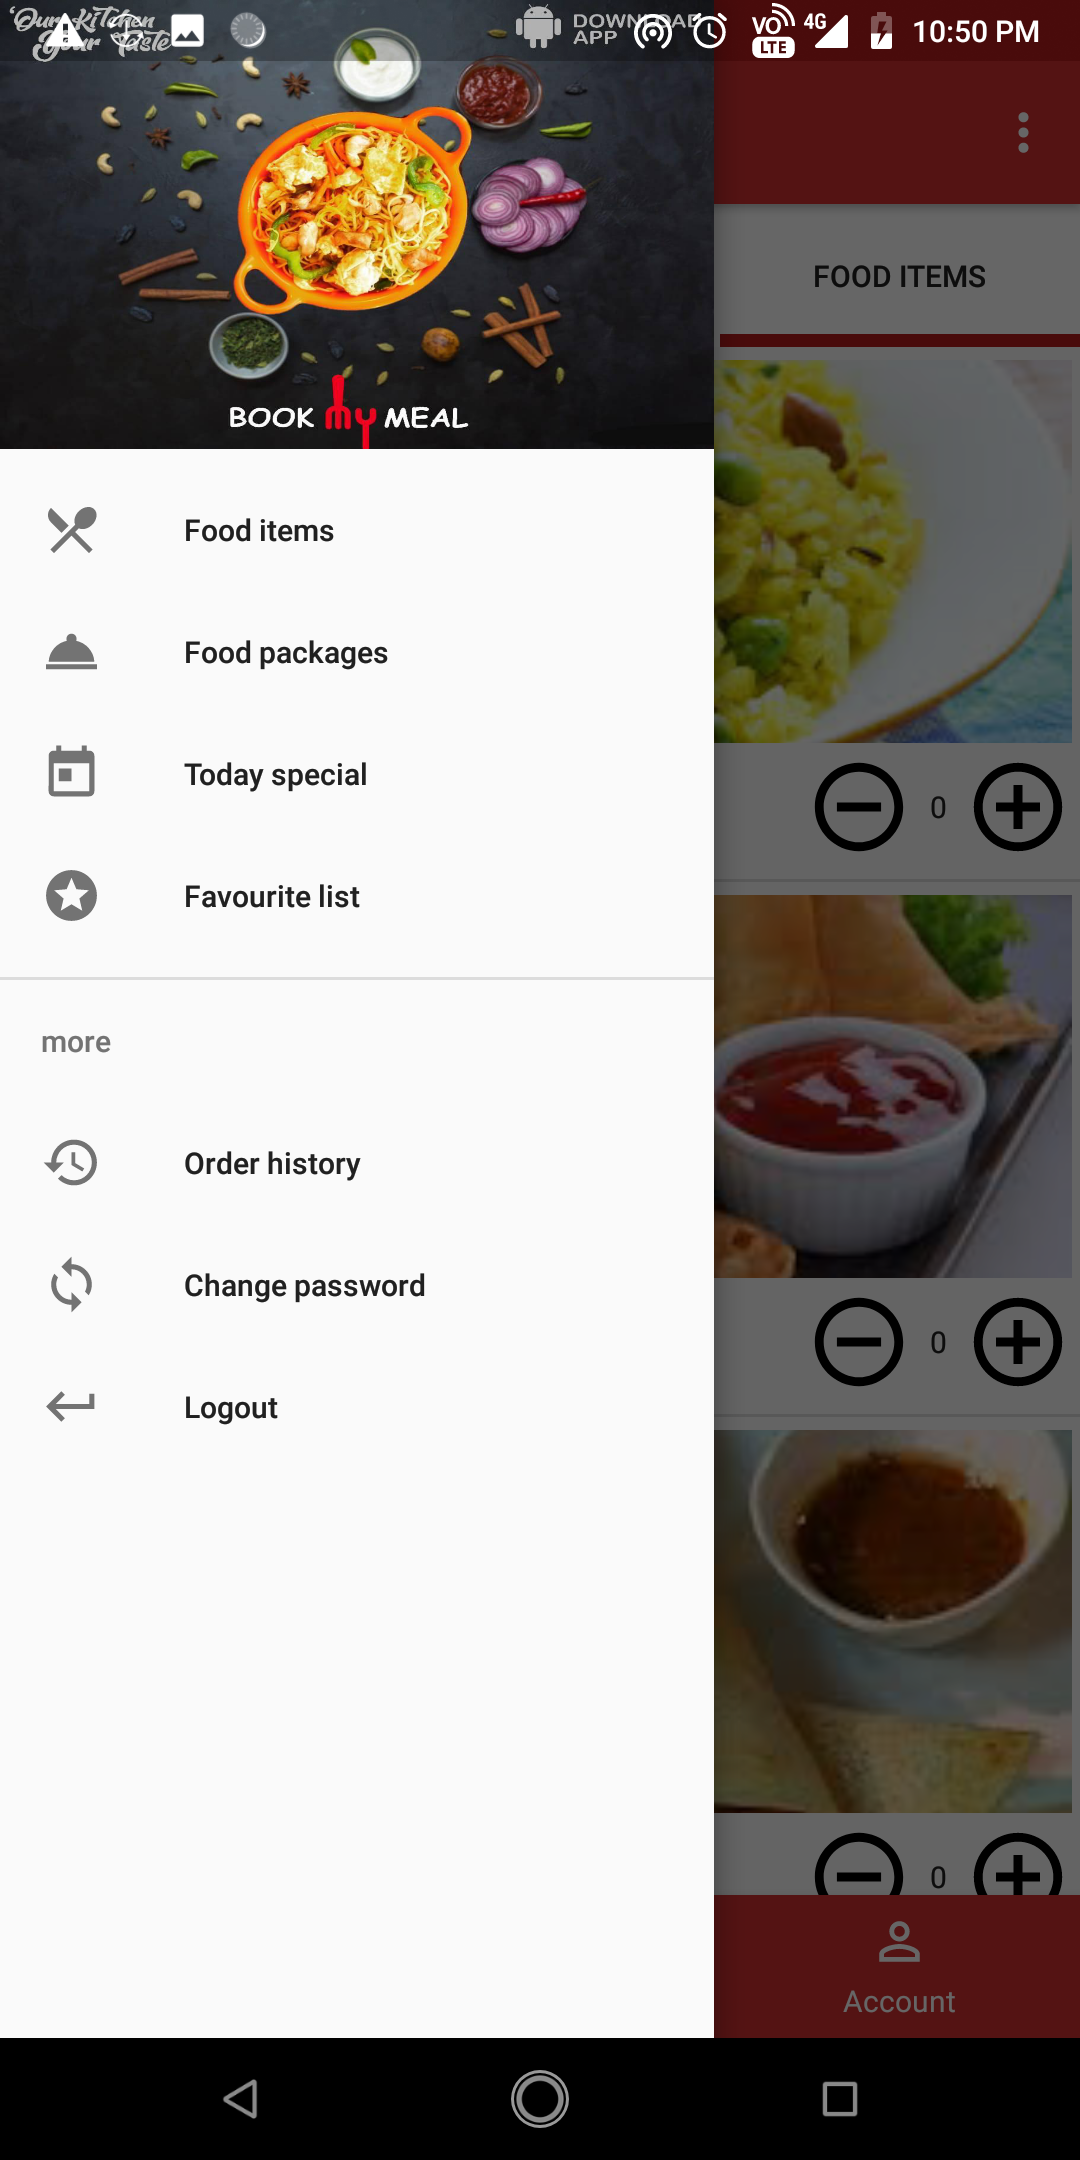 'Our Kitchen
Your Taste
DOWNLOAD
APP
VO
LTE
4G
10:50 PM
BOOK my MEAL
FOOD ITEMS
Food items
Food packages
Today special
Favourite list
more
Order history
Change password
Logout
0
0
0
Account